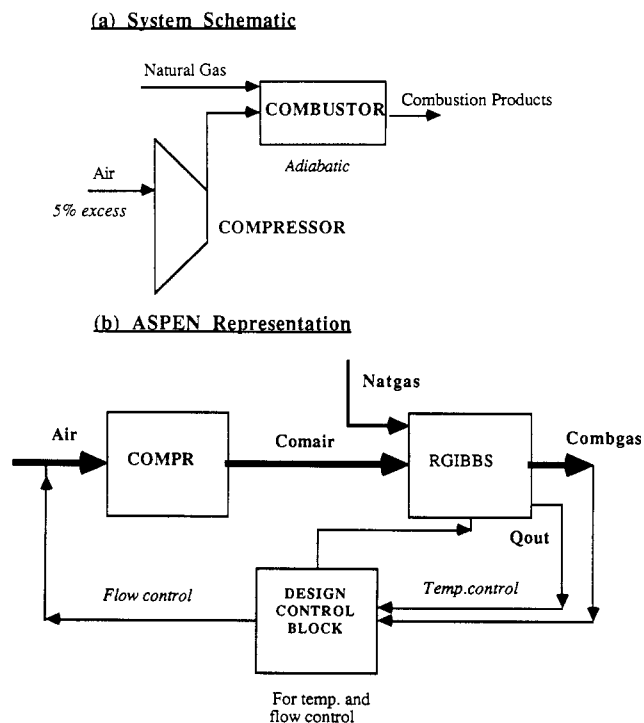 (a) System Schematic
Natural Gas
COMBUSTOR
Combustion Products
Adiabatic
Air
5% excess
COMPRESSOR
(b) ASPEN Representation
Natgas
Air
COMPR
Comair
RGIBBS
Combgas
Qout
Flow control
DESIGN
CONTROL
BLOCK
Temp.control
For temp. and
flow control